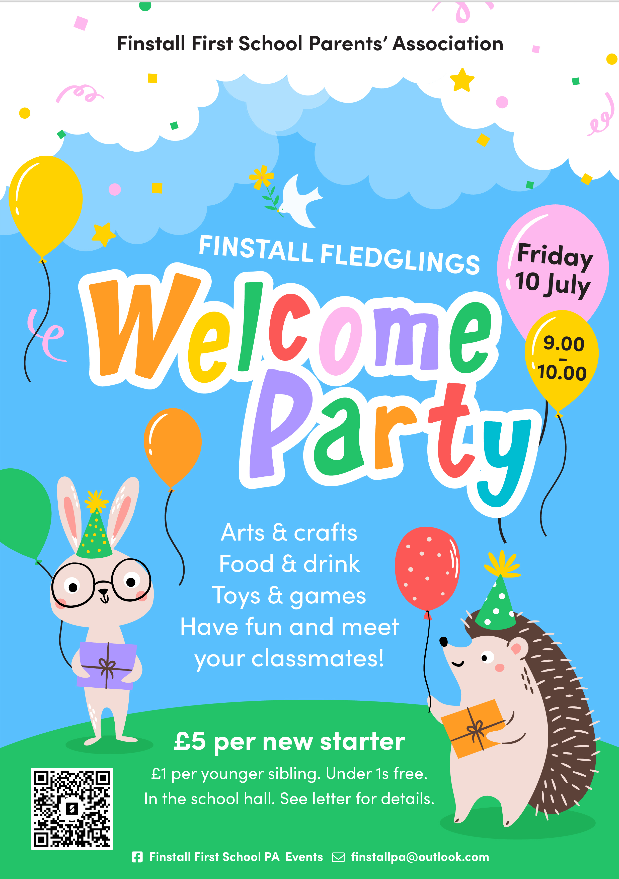 Finstall First School Parents’ Association
FINSTALL FLEDGLINGS
Welcome
Party
Friday
10 July
9.00
–
10.00
Arts & crafts
Food & drink
Toys & games
Have fun and meet
your classmates!
£5 per new starter
£1 per younger sibling. Under 1s free.
In the school hall. See letter for details.
Finstall First School PA Events finstallpa@outlook.com